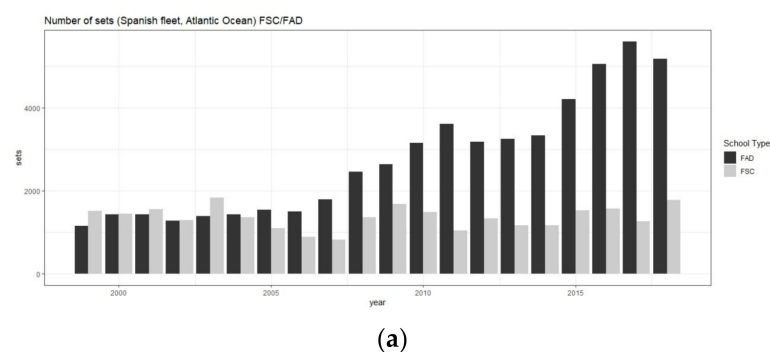 Number of sets (Spanish fleet, Atlantic Ocean) FSC/FAD
4000
2000
0
sets
2000
2005
2010
2015
year
School Type
FAD
FSC
(a)